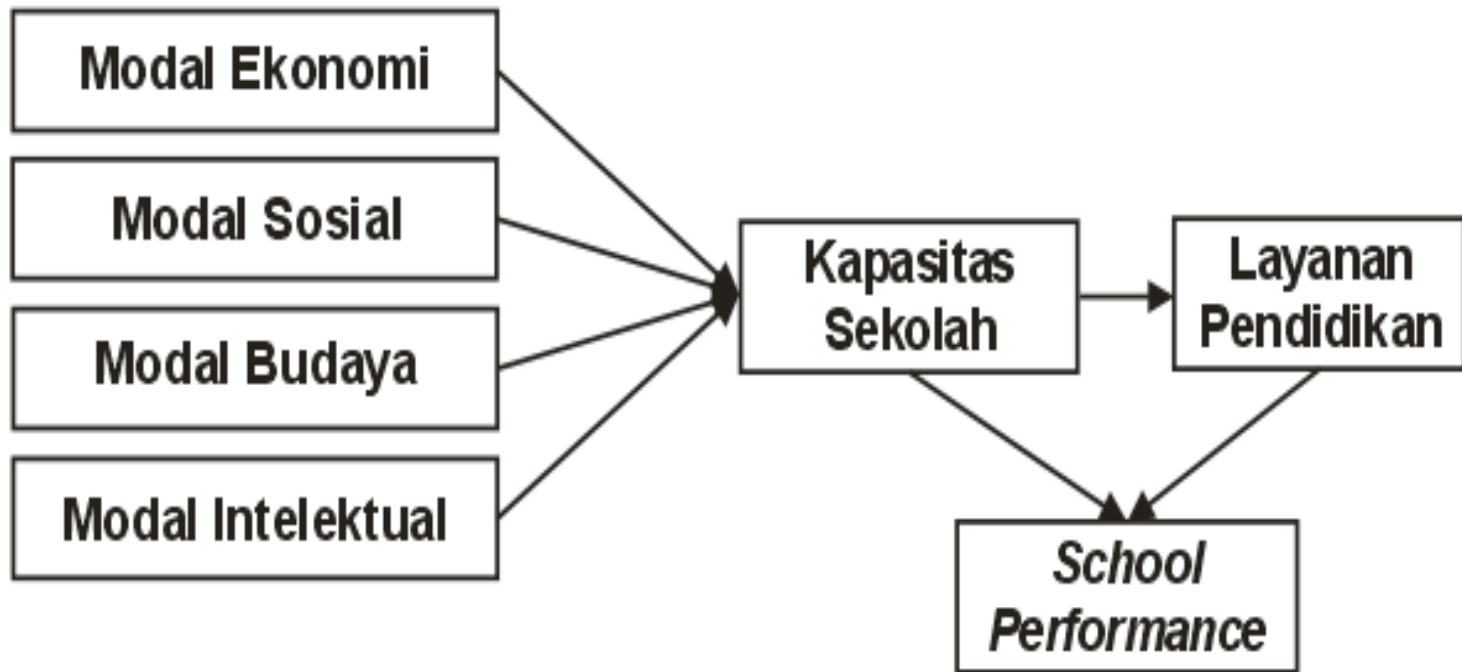 Modal Ekonomi
Modal Sosial
Modal Budaya
Modal Intelektual
Kapasitas
Sekolah
Layanan
Pendidikan
School
Performance